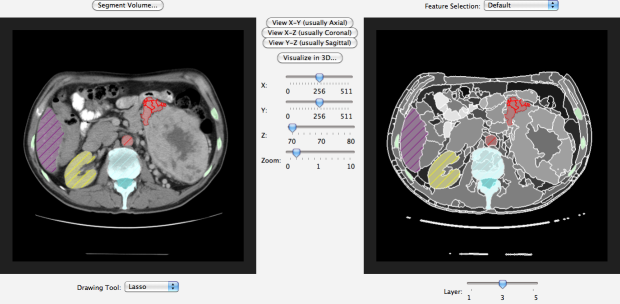 Segment Volume...
Feature Selection: Default
View X-Y (usually Axial)
View X-Z (usually Coronal)
View Y-Z (usually Sagittal)
Visualize in 3D...
X:
0 256 511
Y:
0 256 511
Z:
70 70 80
Zoom:
0 1 10
Drawing Tool: Lasso
Layer:
1 3 5